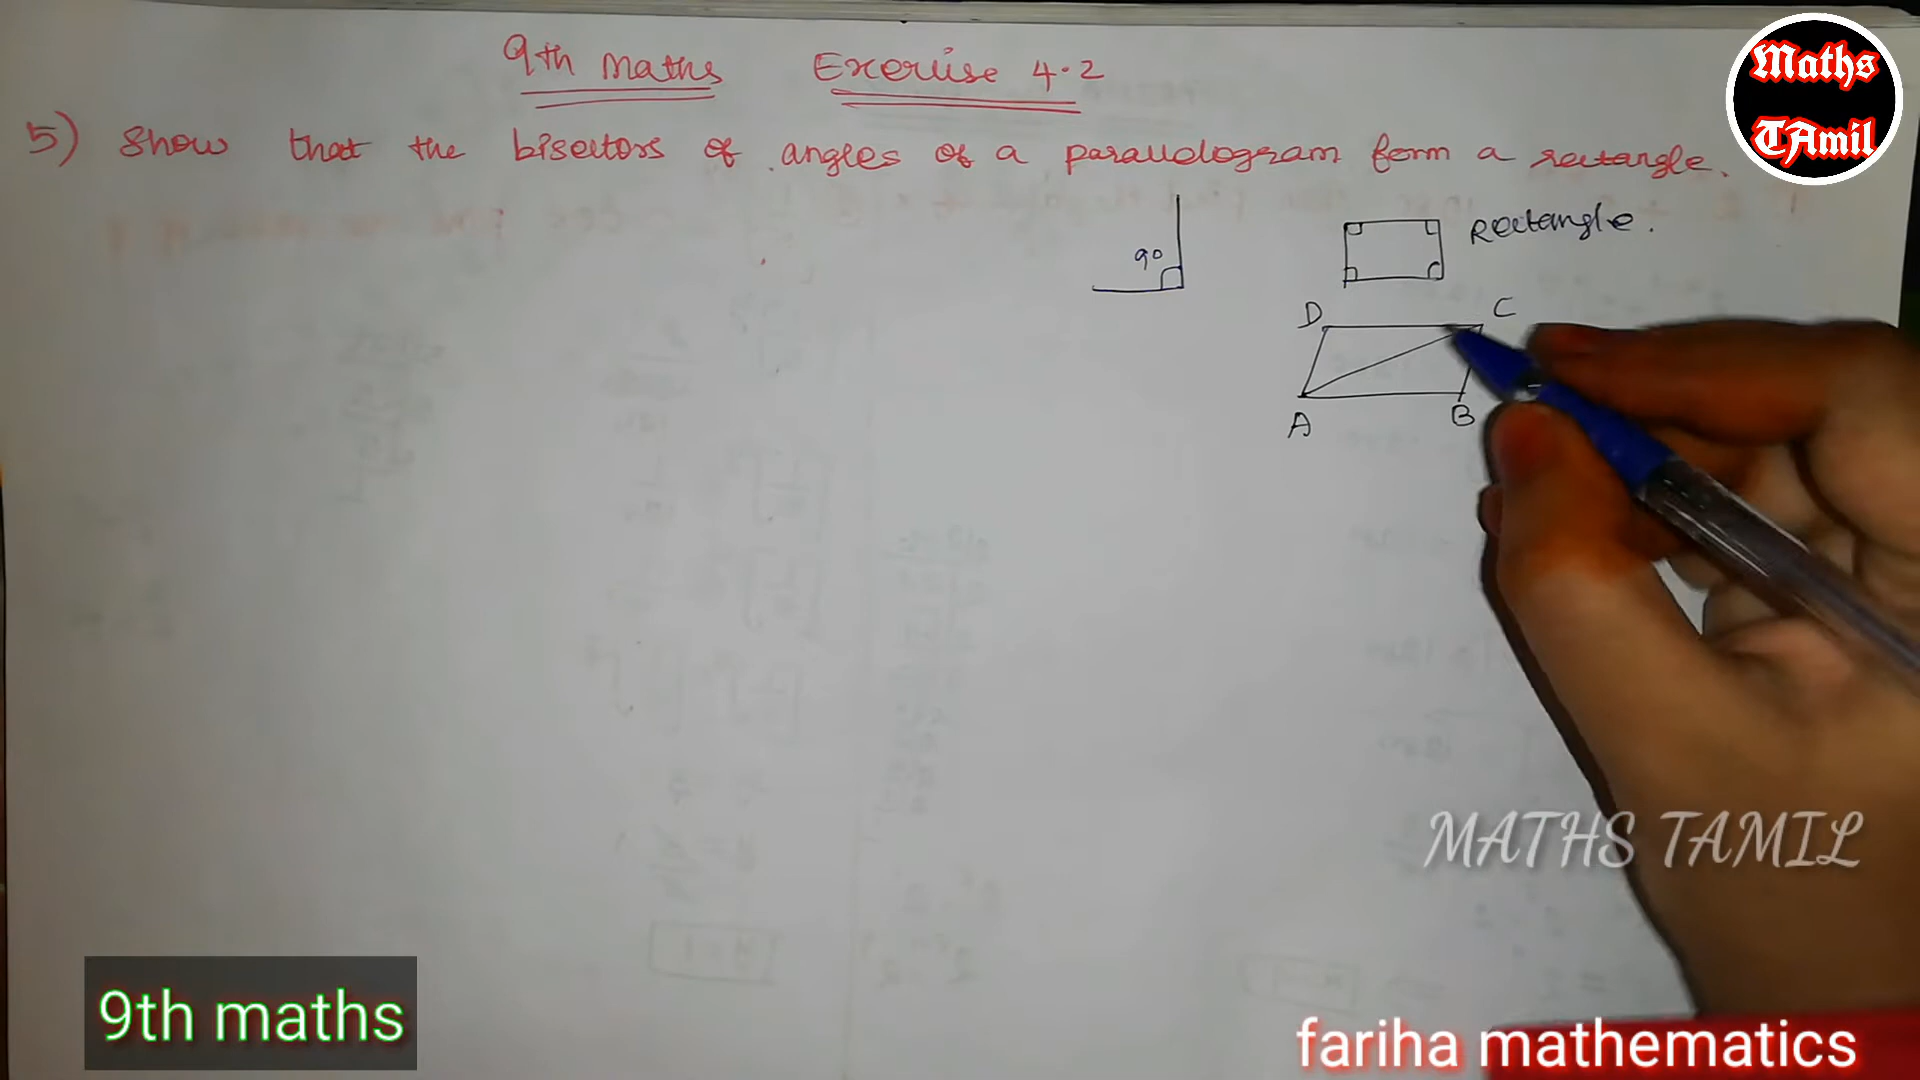 9th Maths Exercise 4.2
Maths
TAmil
5) Show that the bisectors of angles of a parallelogram form a rectangle.
90
Rectangle.
D C
A B
MATHS TAMIL
9th maths
fariha mathematics